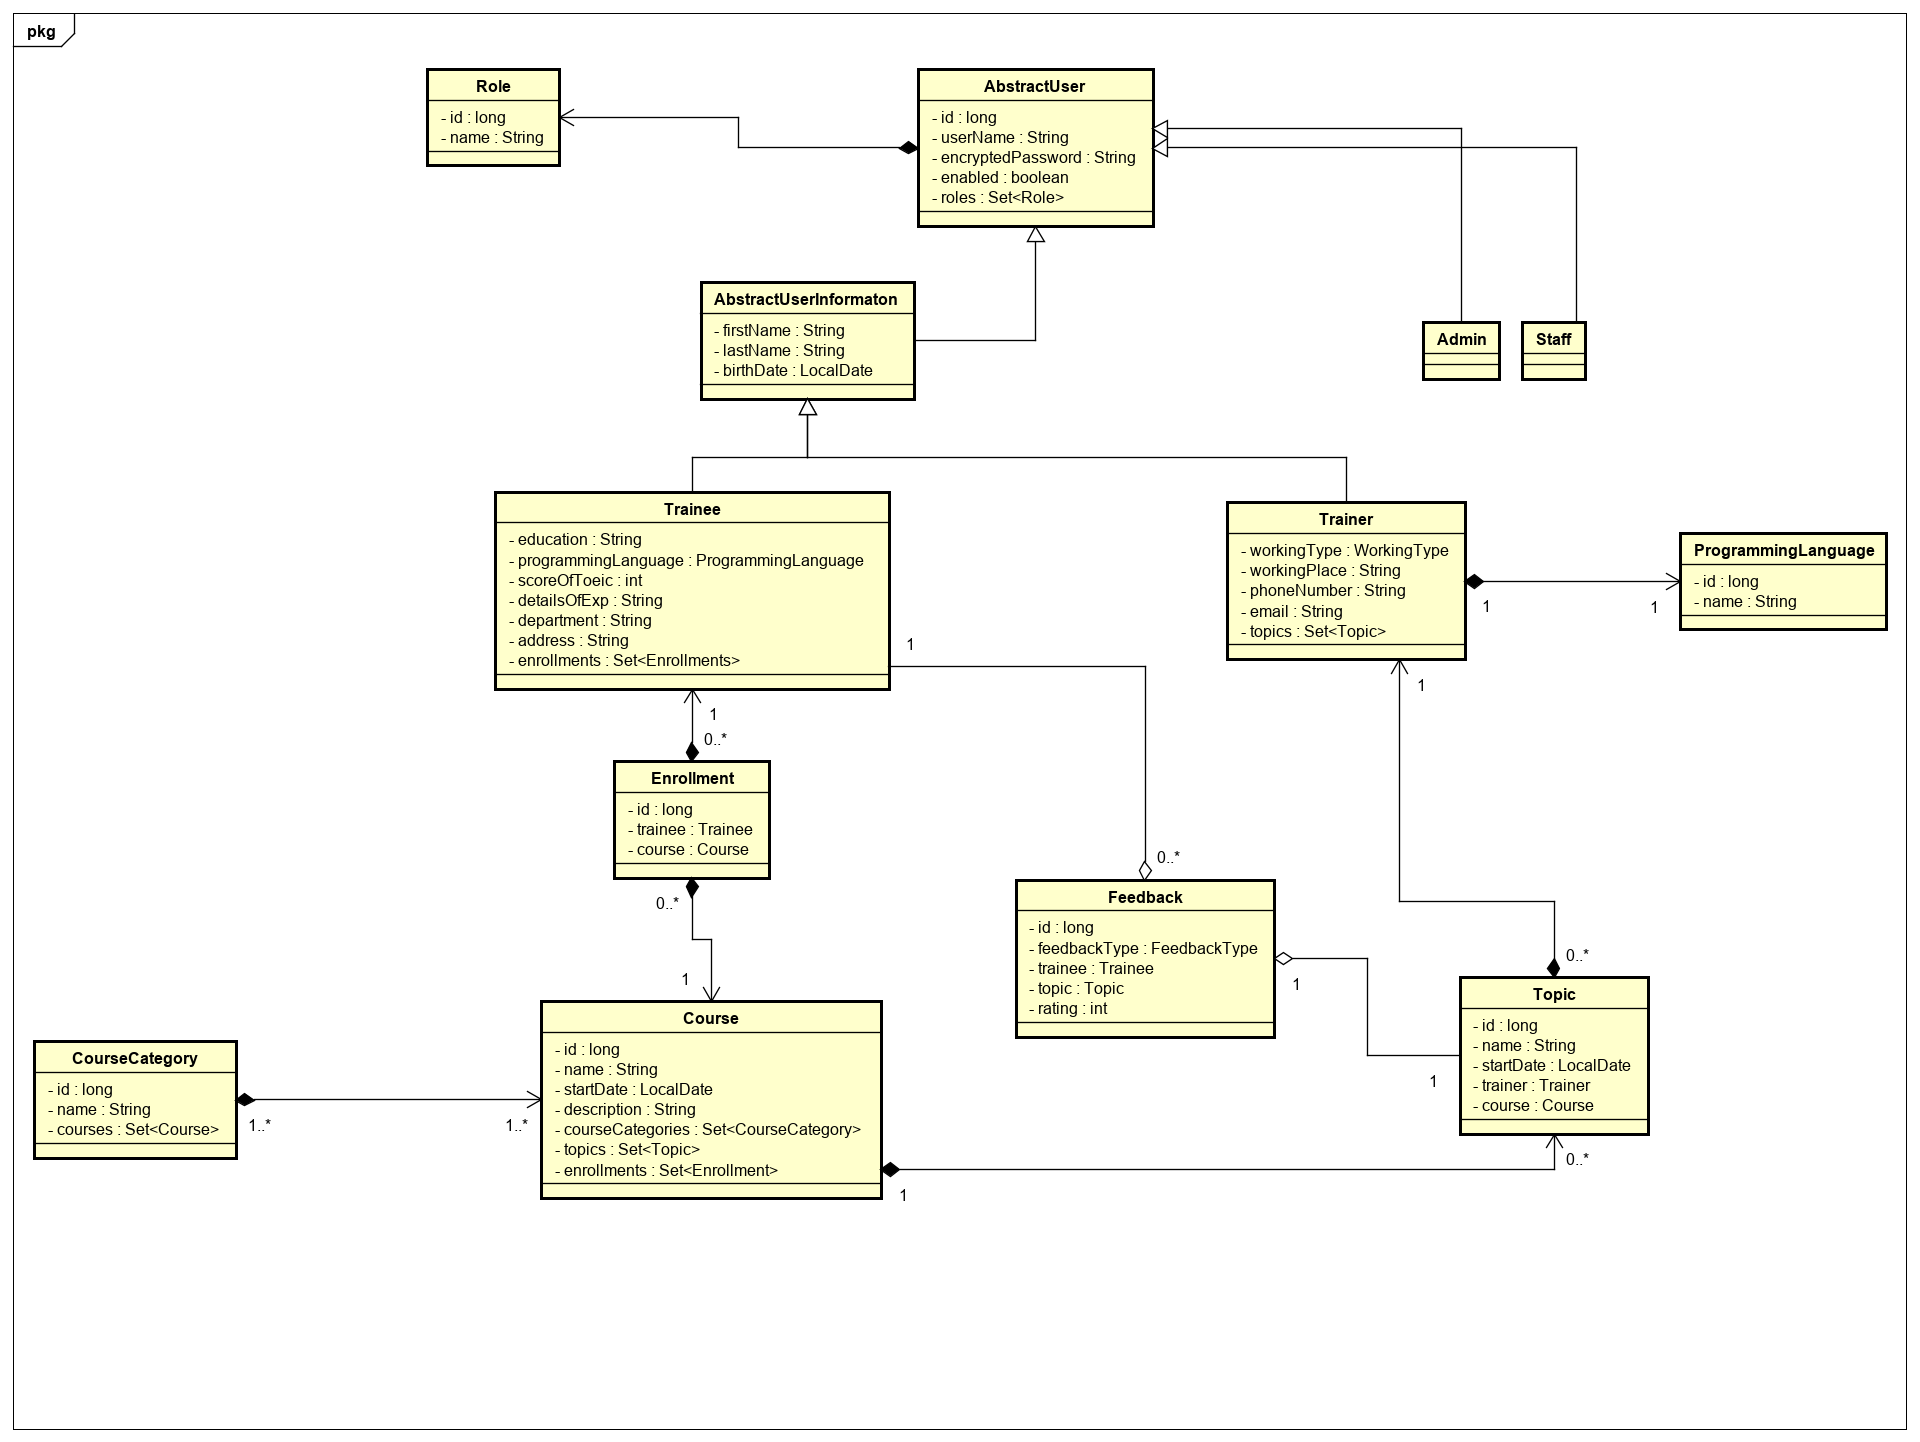 pkg
Role
- id : long
- name : String
AbstractUser
- id : long
- userName : String
- encryptedPassword : String
- enabled : boolean
- roles : Set<Role>
AbstractUserInformaton
- firstName : String
- lastName : String
- birthDate : LocalDate
Admin
Staff
Trainee
- education : String
- programmingLanguage : ProgrammingLanguage
- scoreOfToeic : int
- detailsOfExp : String
- department : String
- address : String
- enrollments : Set<Enrollments>
Trainer
- workingType : WorkingType
- workingPlace : String
- phoneNumber : String
- email : String
- topics : Set<Topic>
ProgrammingLanguage
- id : long
- name : String
1
1
1
1
1
0..*
Enrollment
- id : long
- trainee : Trainee
- course : Course
0..*
1
0..*
Feedback
- id : long
- feedbackType : FeedbackType
- trainee : Trainee
- topic : Topic
- rating : int
1
1
0..*
Topic
- id : long
- name : String
- startDate : LocalDate
- trainer : Trainer
- course : Course
0..*
CourseCategory
- id : long
- name : String
- courses : Set<Course>
1..*
1..*
Course
- id : long
- name : String
- startDate : LocalDate
- description : String
- courseCategories : Set<CourseCategory>
- topics : Set<Topic>
- enrollments : Set<Enrollment>
1